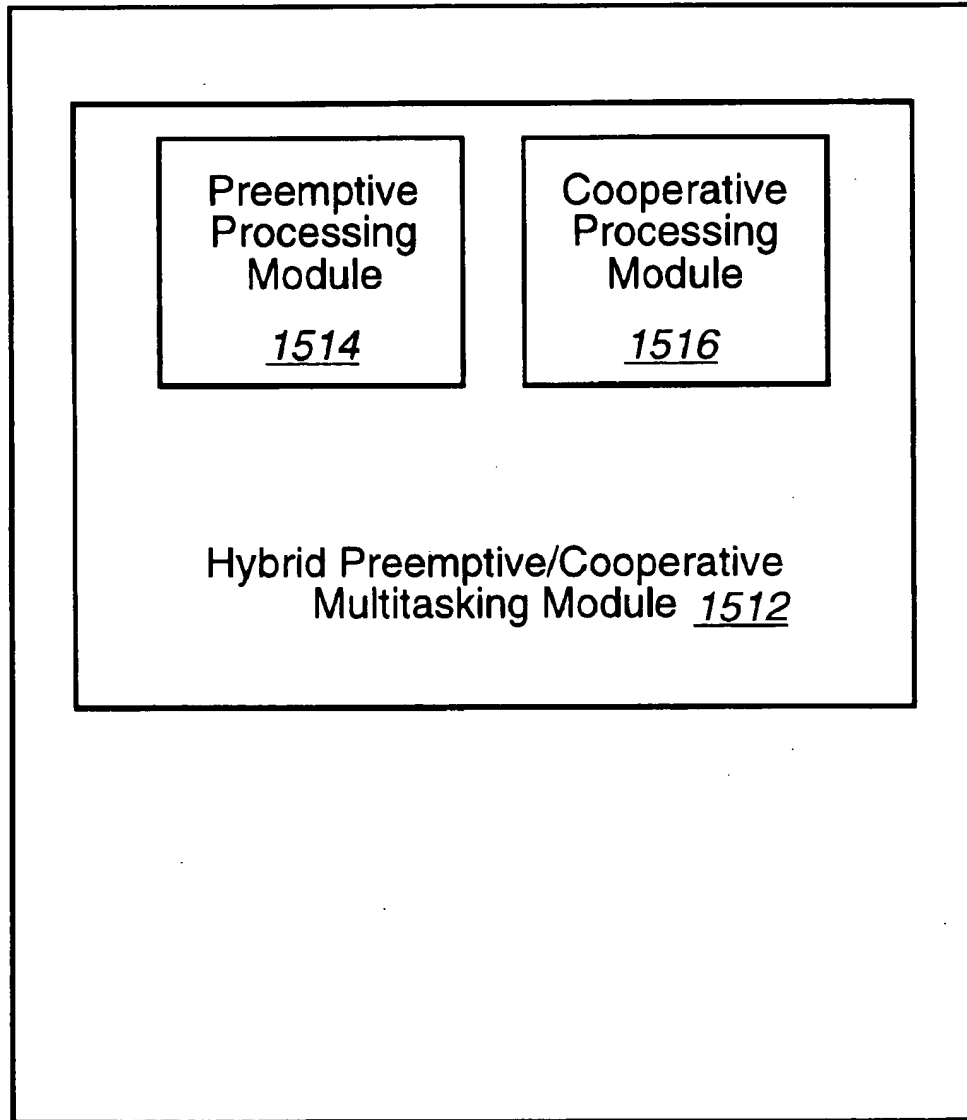 Preemptive
Processing
Module
1514
Cooperative
Processing
Module
1516
Hybrid Preemptive/Cooperative
Multitasking Module 1512